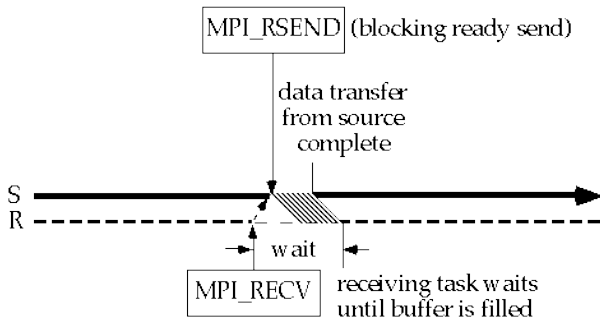 MPI_RSEND (blocking ready send)
data transfer
from source
complete
S
R
wait
MPI_RECV
receiving task waits
until buffer is filled